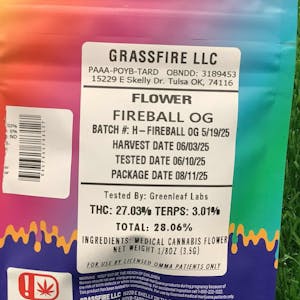 GRASSFIRE LLC
PAAA-POYB-TARD OBNDD: 3189453
15229 E Skelly Dr. Tulsa OK, 74116
FLOWER
FIREBALL OG
BATCH #: H-FIREBALL OG 5/19/25
HARVEST DATE 06/03/25
TESTED DATE 06/10/25
PACKAGE DATE 08/11/25
Tested By: Greenleaf Labs
THC: 27.03% TERPS: 3.01%
TOTAL: 28.06%
INGREDIENTS: MEDICAL CANNABIS FLOWER
NET WEIGHT 1/8OZ (3.5G)
FOR USE BY LICENSED OMMA PATIENTS ONLY
GRASSFIRE LLC